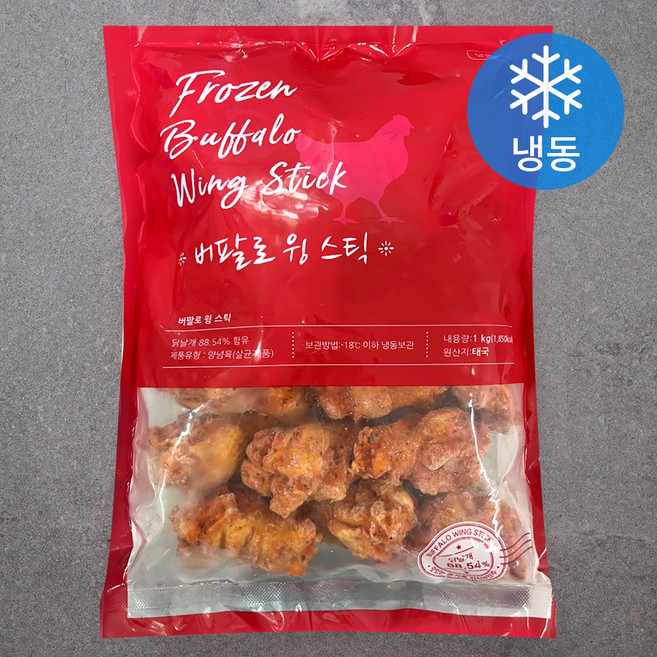 냉동
Frozen
Buffalo
Wing Stick
버팔로 윙 스틱
버팔로 윙 스틱
닭날개 88.54% 함유
제품유형 : 양념육(살균제품)
보관방법:-18℃ 이하 냉동보관
내용량:1 kg(1,850kcal)
원산지:태국
BUFFALO WING STICK
닭날개
88.54%